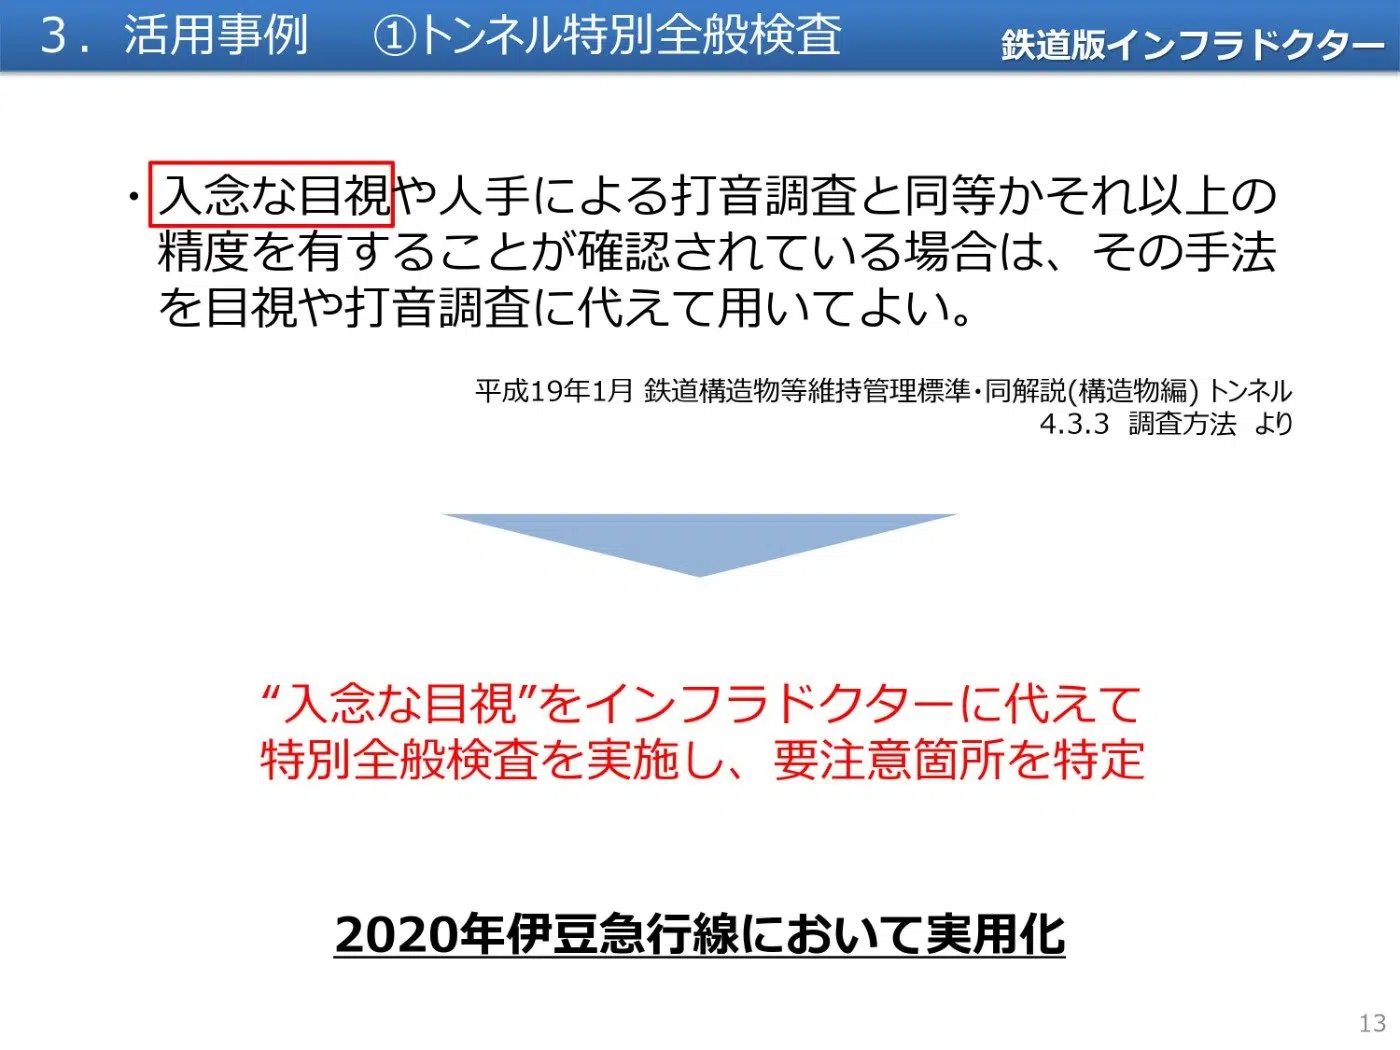 ３．活用事例　①トンネル特別全般検査
鉄道版インフラドクター
・入念な目視や人手による打音調査と同等かそれ以上の
精度を有することが確認されている場合は、その手法
を目視や打音調査に代えて用いてよい。
平成19年1月 鉄道構造物等維持管理標準・同解説(構造物編) トンネル
4.3.3 調査方法 より
“入念な目視”をインフラドクターに代えて
特別全般検査を実施し、要注意箇所を特定
2020年伊豆急行線において実用化
13